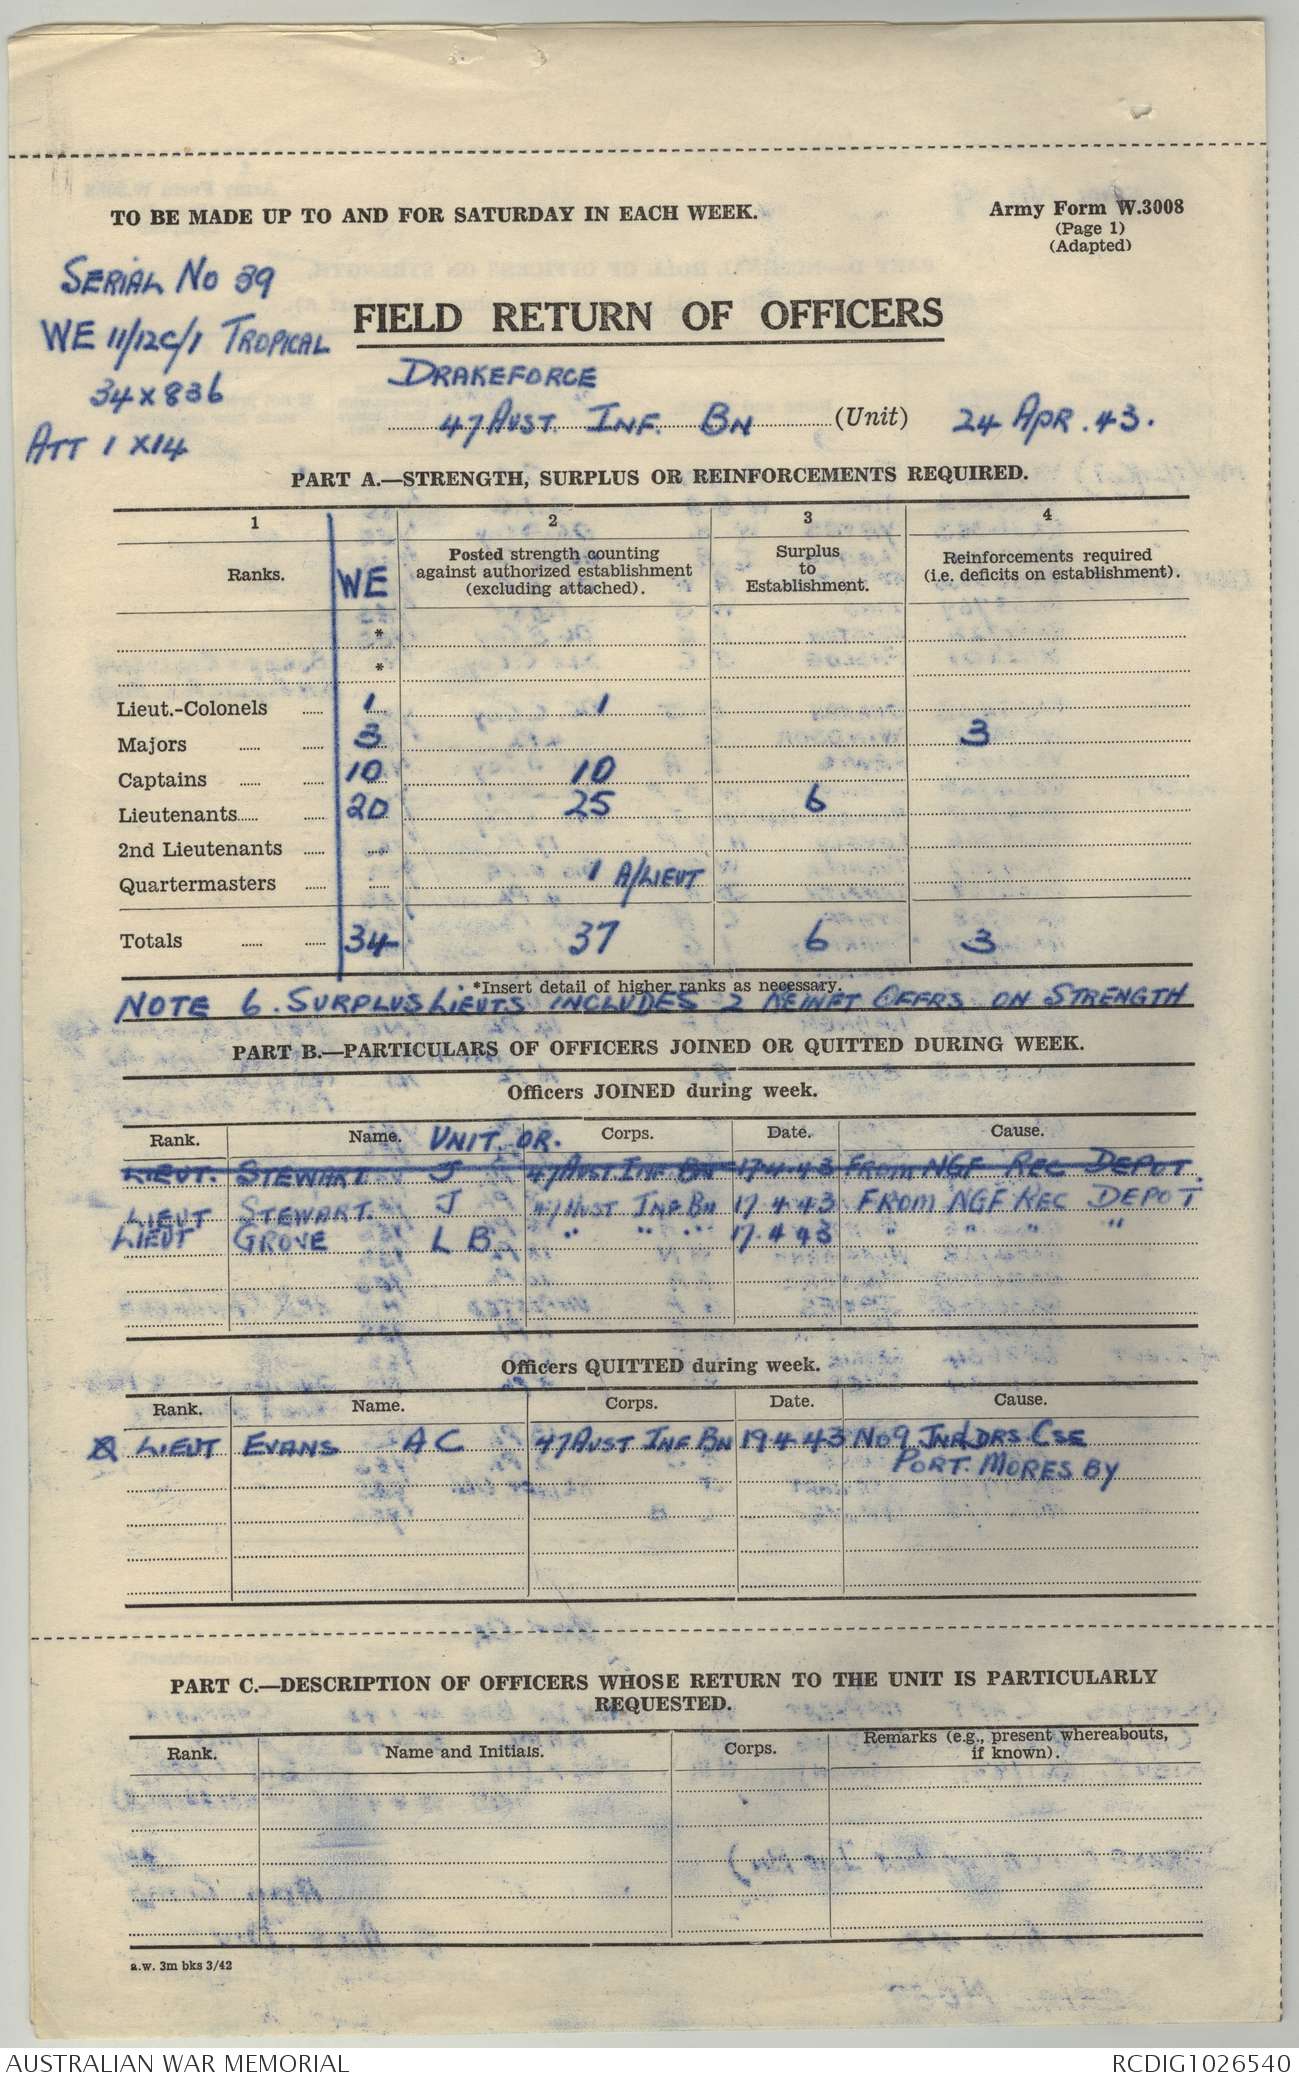 TO BE MADE UP TO AND FOR SATURDAY IN EACH WEEK.
Army Form W.3008
(Page 1)
(Adapted)
SERIAL NO 39
WE 11/12C/1 TROPICAL
34 x 836
ATT 1 x 14
FIELD RETURN OF OFFICERS
DRAKEFORCE
47 AUST. INF. BN (Unit) 24 APR. 43.
PART A.—STRENGTH, SURPLUS OR REINFORCEMENTS REQUIRED.
1 2 3 4
Ranks. WE Posted strength counting against authorized establishment (excluding attached). Surplus to Establishment. Reinforcements required (i.e. deficits on establishment).
*
*
Lieut.-Colonels 1 1
Majors 3 3
Captains 10 10
Lieutenants 20 25 6
2nd Lieutenants
Quartermasters 1 A/LIEUT
Totals 34 37 6 3
*Insert detail of higher ranks as necessary.
NOTE 6. SURPLUS LIEUTS INCLUDES 2 REINFT OFFRS ON STRENGTH
PART B.—PARTICULARS OF OFFICERS JOINED OR QUITTED DURING WEEK.
Officers JOINED during week.
Rank. Name. UNIT OR. Corps. Date. Cause.
LIEUT. STEWART J 47 AUST INF BN 17.4.43 FROM NGF REC DEPOT
LIEUT STEWART. J 47 AUST INF BN 17.4.43 FROM NGF REC DEPOT.
LIEUT GROVE L B " " " 17.4.43 " " " "
Officers QUITTED during week.
Rank. Name. Corps. Date. Cause.
LIEUT EVANS A C 47 AUST INF BN 19.4.43 NO 9 JNR LDRS CSE
PORT. MORESBY
PART C.—DESCRIPTION OF OFFICERS WHOSE RETURN TO THE UNIT IS PARTICULARLY
REQUESTED.
Rank. Name and Initials. Corps. Remarks (e.g., present whereabouts, if known).
a.w. 3m bks 3/42
AUSTRALIAN WAR MEMORIAL
RCDIG1026540